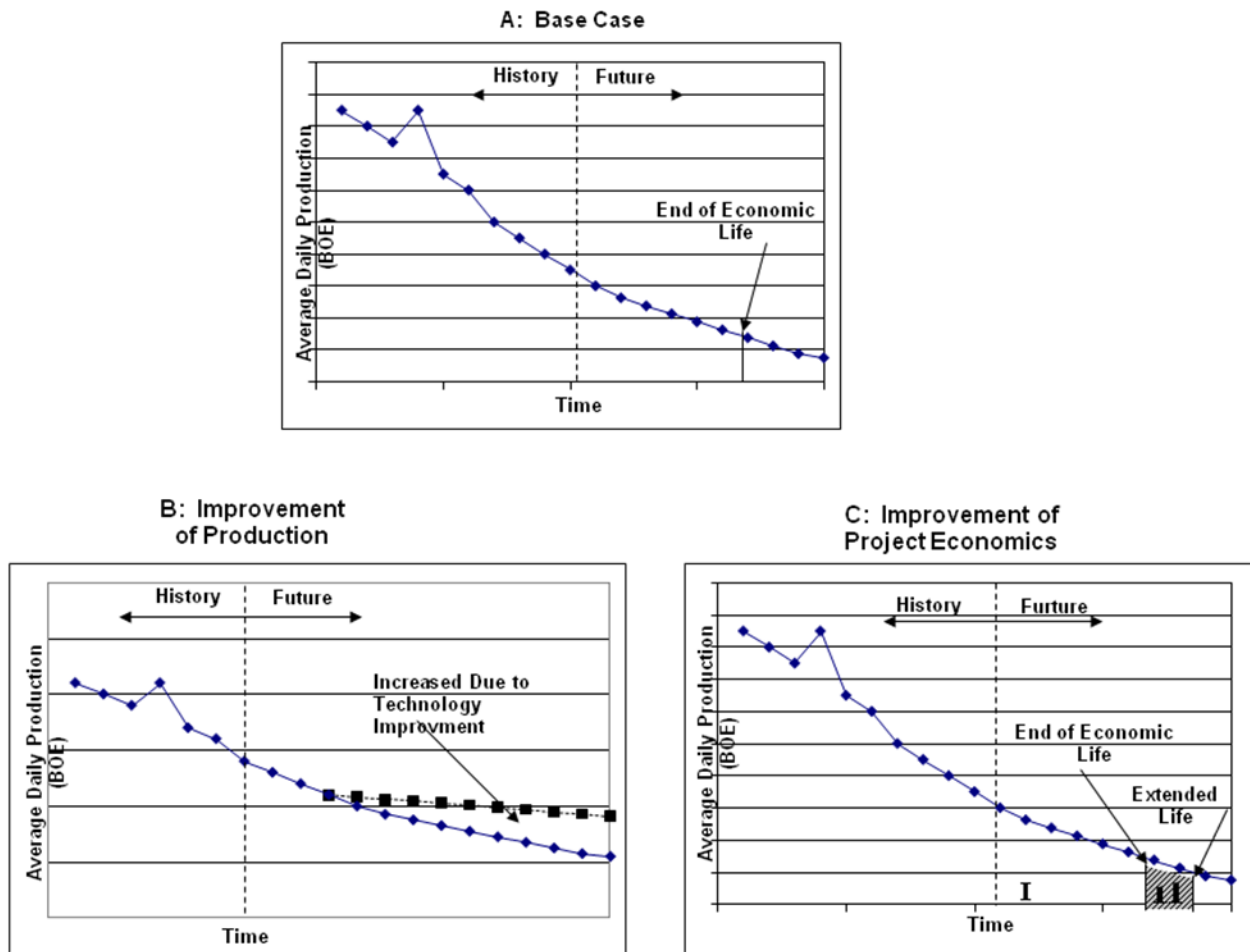 A:  Base Case
History
Future
Average Daily Production
(BOE)
End of Economic
Life
Time
B:  Improvement
of Production
History
Future
Average Daily Production
(BOE)
Increased Due to
Technology
Improvment
Time
C:  Improvement of
Project Economics
History
Furture
Average Daily Production
(BOE)
End of Economic
Life
Extended
Life
I
II
Time